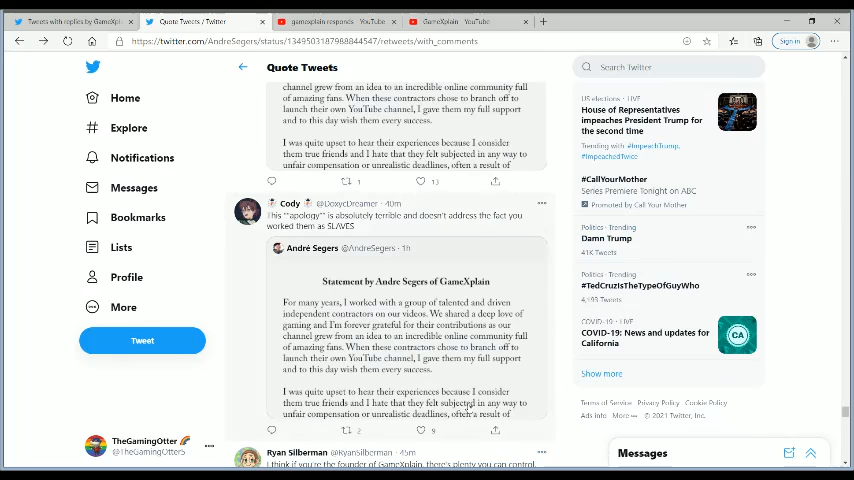 Tweets with replies by GameXpl
Quote Tweets / Twitter
gamexplain responds - YouTube
GameXplain - YouTube
https://twitter.com/AndreSegers/status/1349503187988844547/retweets/with_comments
Sign in
Home
Explore
Notifications
Messages
Bookmarks
Lists
Profile
More
Tweet
TheGamingOtter
@TheGamingOtter5
Quote Tweets
channel grew from an idea to an incredible online community full
of amazing fans. When these contractors chose to branch off to
launch their own YouTube channel, I gave them my full support
and to this day wish them every success.
I was quite upset to hear their experiences because I consider
them true friends and I hate that they felt subjected in any way to
unfair compensation or unrealistic deadlines, often a result of
1
13
Cody @DoxycDreamer · 40m
This ""apology"" is absolutely terrible and doesn't address the fact you
worked them as SLAVES
André Segers @AndreSegers · 1h
Statement by Andre Segers of GameXplain
For many years, I worked with a group of talented and driven
independent contractors on our videos. We shared a deep love of
gaming and I'm forever grateful for their contributions as our
channel grew from an idea to an incredible online community full
of amazing fans. When these contractors chose to branch off to
launch their own YouTube channel, I gave them my full support
and to this day wish them every success.
I was quite upset to hear their experiences because I consider
them true friends and I hate that they felt subjected in any way to
unfair compensation or unrealistic deadlines, often a result of
2
9
Ryan Silberman @RyanSilberman · 45m
I think if you're the founder of GameXplain, there's plenty you can control.
Search Twitter
US elections · LIVE
House of Representatives
impeaches President Trump for
the second time
Trending with #ImpeachTrump,
#ImpeachedTwice
#CallYourMother
Series Premiere Tonight on ABC
Promoted by Call Your Mother
Politics · Trending
Damn Trump
41K Tweets
Politics · Trending
#TedCruzIsTheTypeOfGuyWho
4,193 Tweets
COVID-19 · LIVE
COVID-19: News and updates for
California
Show more
Terms of Service Privacy Policy Cookie Policy
Ads info More © 2021 Twitter, Inc.
Messages